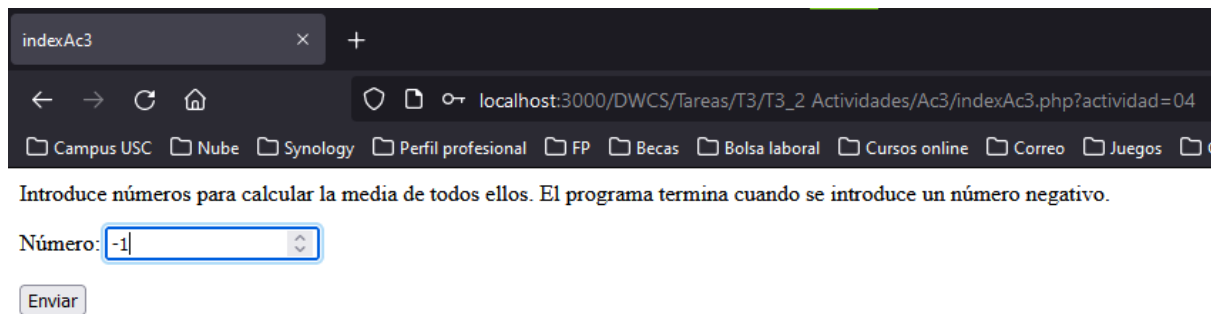 indexAc3
localhost:3000/DWCS/Tareas/T3/T3_2 Actividades/Ac3/indexAc3.php?actividad=04
Campus USC Nube Synology Perfil profesional FP Becas Bolsa laboral Cursos online Correo Juegos
Introduce números para calcular la media de todos ellos. El programa termina cuando se introduce un número negativo.
Número: -1
Enviar